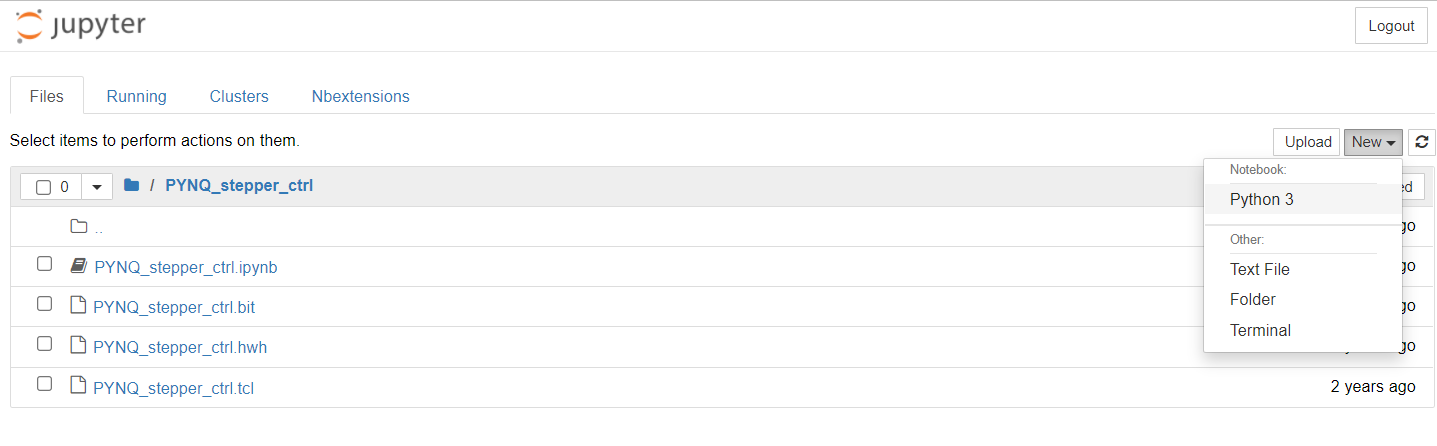 jupyter
Logout
Files Running Clusters Nbextensions
Select items to perform actions on them.
Upload New
0 / PYNQ_stepper_ctrl
Notebook:
Python 3
..
PYNQ_stepper_ctrl.ipynb
PYNQ_stepper_ctrl.bit
PYNQ_stepper_ctrl.hwh
PYNQ_stepper_ctrl.tcl
Other:
Text File
Folder
Terminal
2 years ago